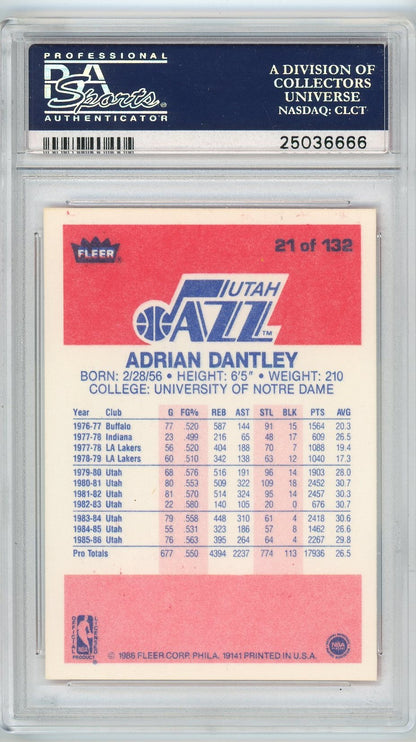 PROFESSIONAL
PSA
Sports
AUTHENTICATOR
A DIVISION OF
COLLECTORS
UNIVERSE
NASDAQ: CLCT
25036666
FLEER
21 of 132
UTAH
JAZZ TM
ADRIAN DANTLEY
BORN: 2/28/56 • HEIGHT: 6'5" • WEIGHT: 210
COLLEGE: UNIVERSITY OF NOTRE DAME
Year Club G FG% REB AST STL BLK PTS AVG
1976-77 Buffalo 77 .520 587 144 91 15 1564 20.3
1977-78 Indiana 23 .499 216 65 48 17 609 26.5
1977-78 LA Lakers 56 .520 404 188 70 7 1088 19.4
1978-79 LA Lakers 60 .510 342 138 63 12 1040 17.3
1979-80 Utah 68 .576 516 191 96 14 1903 28.0
1980-81 Utah 80 .553 509 322 109 18 2452 30.7
1981-82 Utah 81 .570 514 324 95 14 2457 30.3
1982-83 Utah 22 .580 140 105 20 0 676 30.7
1983-84 Utah 79 .558 448 310 61 4 2418 30.6
1984-85 Utah 55 .531 323 186 57 8 1462 26.6
1985-86 Utah 76 .563 395 264 64 4 2267 29.8
Pro Totals 677 .550 4394 2237 774 113 17936 26.5
OFFICIAL
LICENSED
NBA
PRODUCT
© 1986 FLEER CORP. PHILA. 19141 PRINTED IN U.S.A.